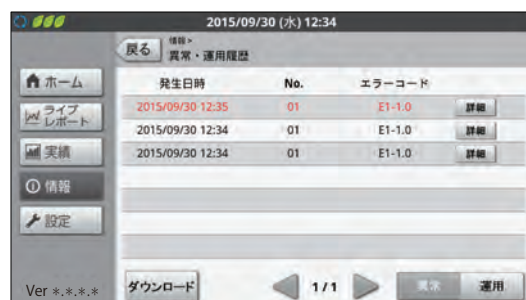 2015/09/30 (水) 12:34
戻る
情報>
異常・運用履歴
ホーム
ライブ
レポート
実績
情報
設定
Ver *.*.*.*
発生日時 No. エラーコード
2015/09/30 12:35 01 E1-1.0 詳細
2015/09/30 12:34 01 E1-1.0 詳細
2015/09/30 12:34 01 E1-1.0 詳細
ダウンロード 1/1 異常 運用